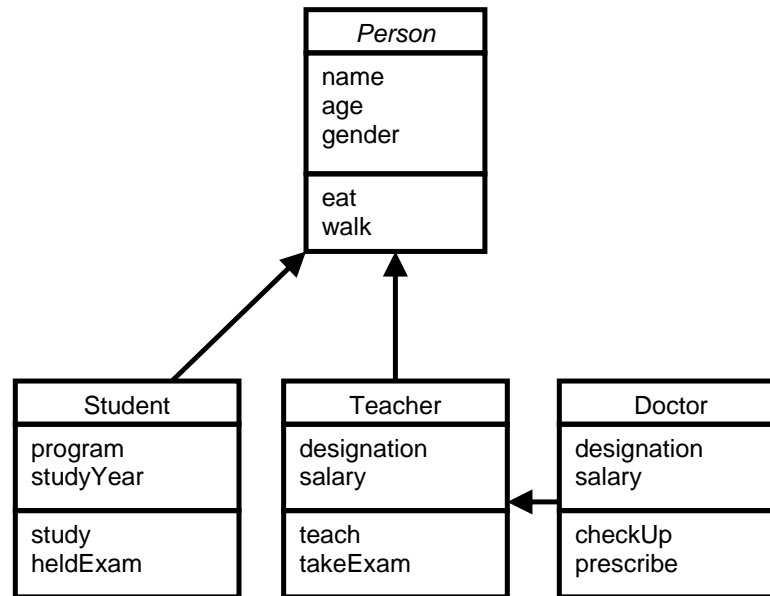 Person
name
age
gender
eat
walk
Student
program
studyYear
study
heldExam
Teacher
designation
salary
teach
takeExam
Doctor
designation
salary
checkUp
prescribe